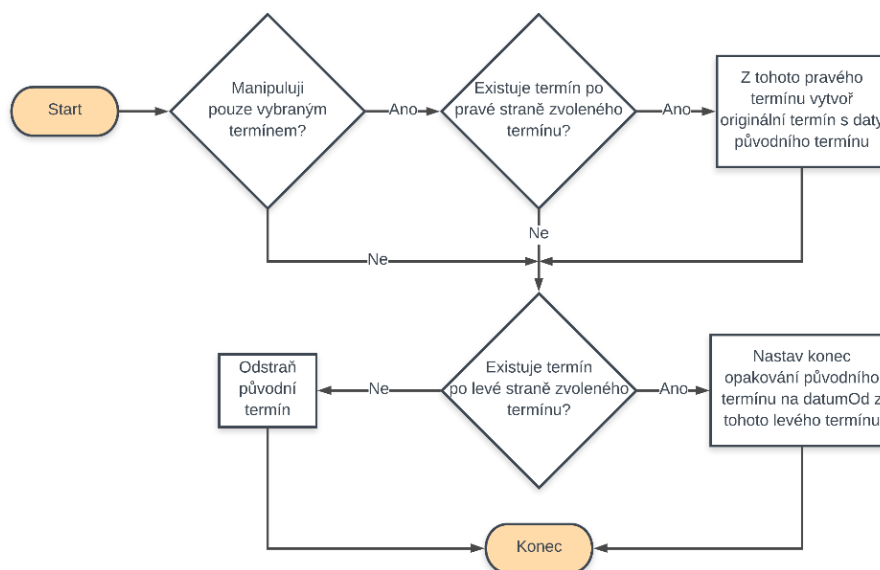 Start
Manipuluji
pouze vybraným
termínem?
Ano
Existuje termín po
pravé straně zvoleného
termínu?
Ano
Z tohoto pravého
termínu vytvoř
originální termín s daty
původního termínu
Ne
Ne
Existuje termín
po levé straně zvoleného
termínu?
Ne
Odstraň
původní
termín
Ano
Nastav konec
opakování původního
termínu na datumOd z
tohoto levého termínu
Konec